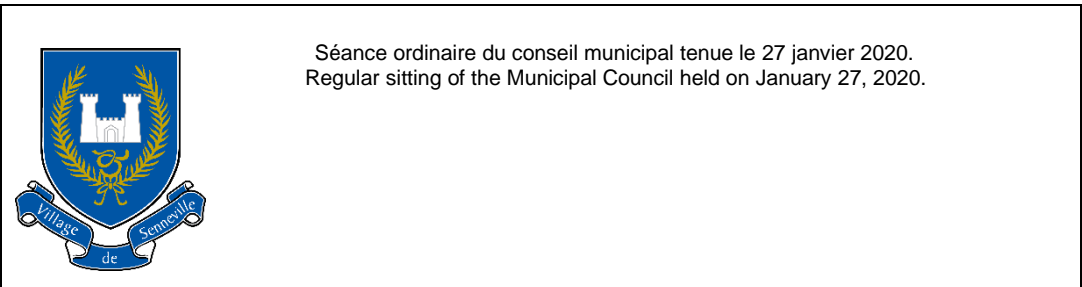 Séance ordinaire du conseil municipal tenue le 27 janvier 2020.
Regular sitting of the Municipal Council held on January 27, 2020.
Village
de
Senneville